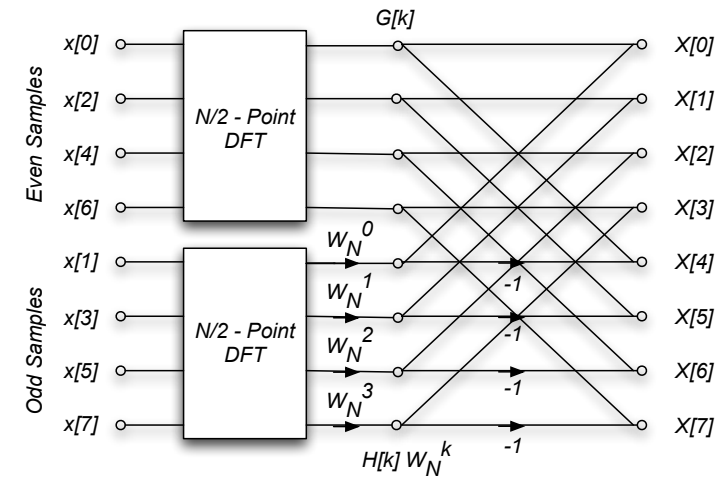 G[k]
x[0]
x[2]
x[4]
x[6]
Even Samples
N/2 - Point
DFT
x[1]
x[3]
x[5]
x[7]
Odd Samples
N/2 - Point
DFT
W_N^0
W_N^1
W_N^2
W_N^3
H[k] W_N^k
-1
-1
-1
-1
X[0]
X[1]
X[2]
X[3]
X[4]
X[5]
X[6]
X[7]